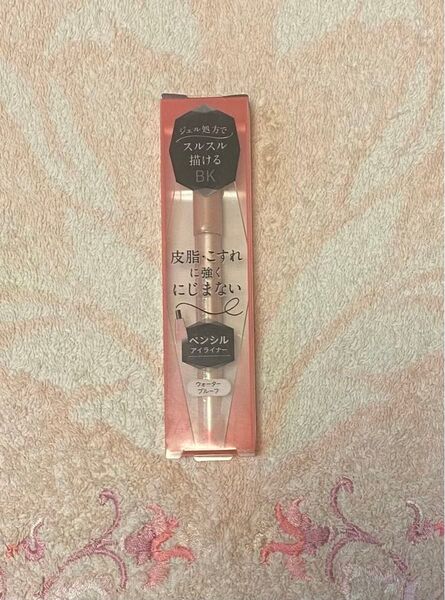 ジェル処方で
スルスル
描ける
BK
皮脂・こすれ
に強く
にじまない
ペンシル
アイライナー
ウォーター
プルーフ